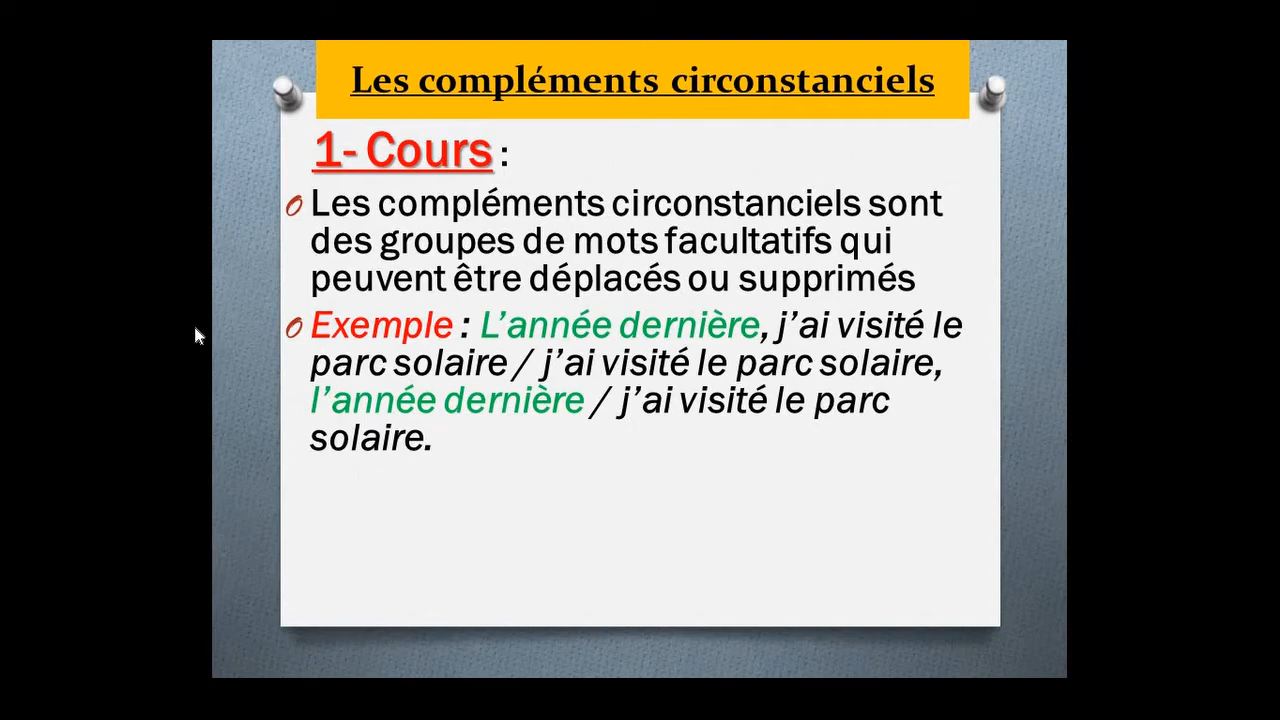 Les compléments circonstanciels
1- Cours :
Les compléments circonstanciels sont
des groupes de mots facultatifs qui
peuvent être déplacés ou supprimés
Exemple : L’année dernière, j’ai visité le
parc solaire / j’ai visité le parc solaire,
l’année dernière / j’ai visité le parc
solaire.